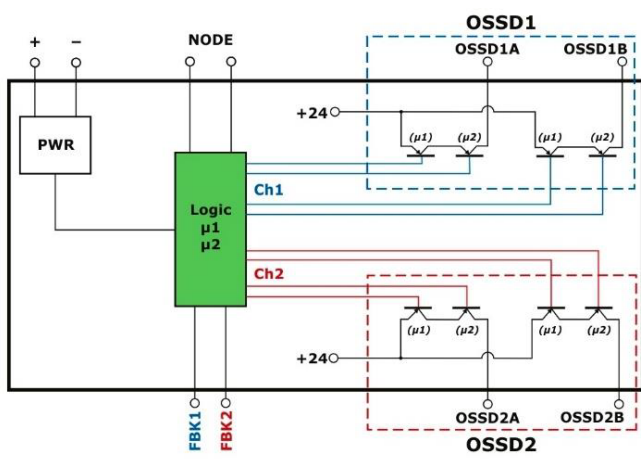 OSSD1
+ − NODE OSSD1A OSSD1B
+24
(µ1) (µ2) (µ1) (µ2)
PWR
Ch1
Logic
µ1
µ2
Ch2
(µ1) (µ2) (µ1) (µ2)
+24
FBK1 FBK2 OSSD2A OSSD2B
OSSD2